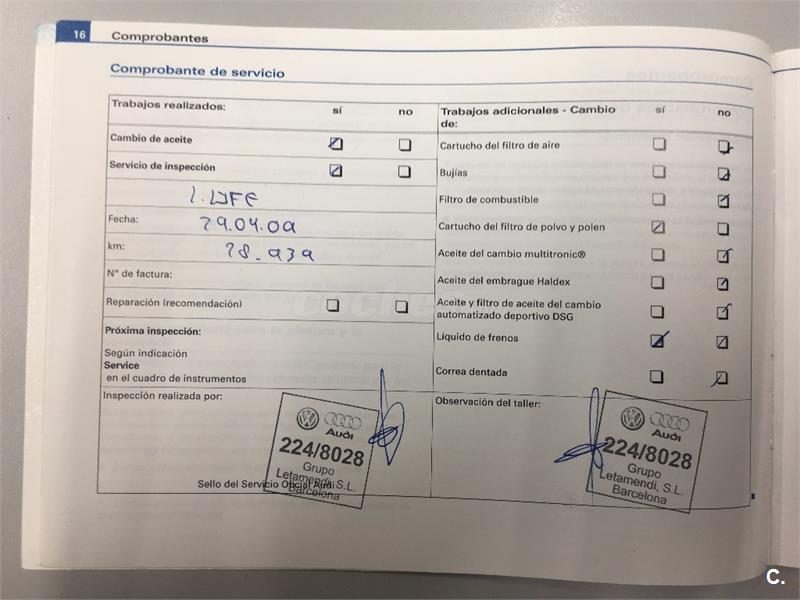 16 Comprobantes
Comprobante de servicio
Trabajos realizados: sí no
Cambio de aceite
Servicio de inspección
Fecha: 29.04.09
km: 28.939
N° de factura:
Reparación (recomendación)
Próxima inspección:
Según indicación
Service
en el cuadro de instrumentos
Inspección realizada por:
Audi
224/8028
Grupo
Letamendi, S.L.
Barcelona
Sello del Servicio Oficial Audi
Trabajos adicionales - Cambio de: sí no
Cartucho del filtro de aire
Bujías
Filtro de combustible
Cartucho del filtro de polvo y polen
Aceite del cambio multitronic®
Aceite del embrague Haldex
Aceite y filtro de aceite del cambio
automatizado deportivo DSG
Líquido de frenos
Correa dentada
Observación del taller:
Audi
224/8028
Grupo
Letamendi, S.L.
Barcelona
C.